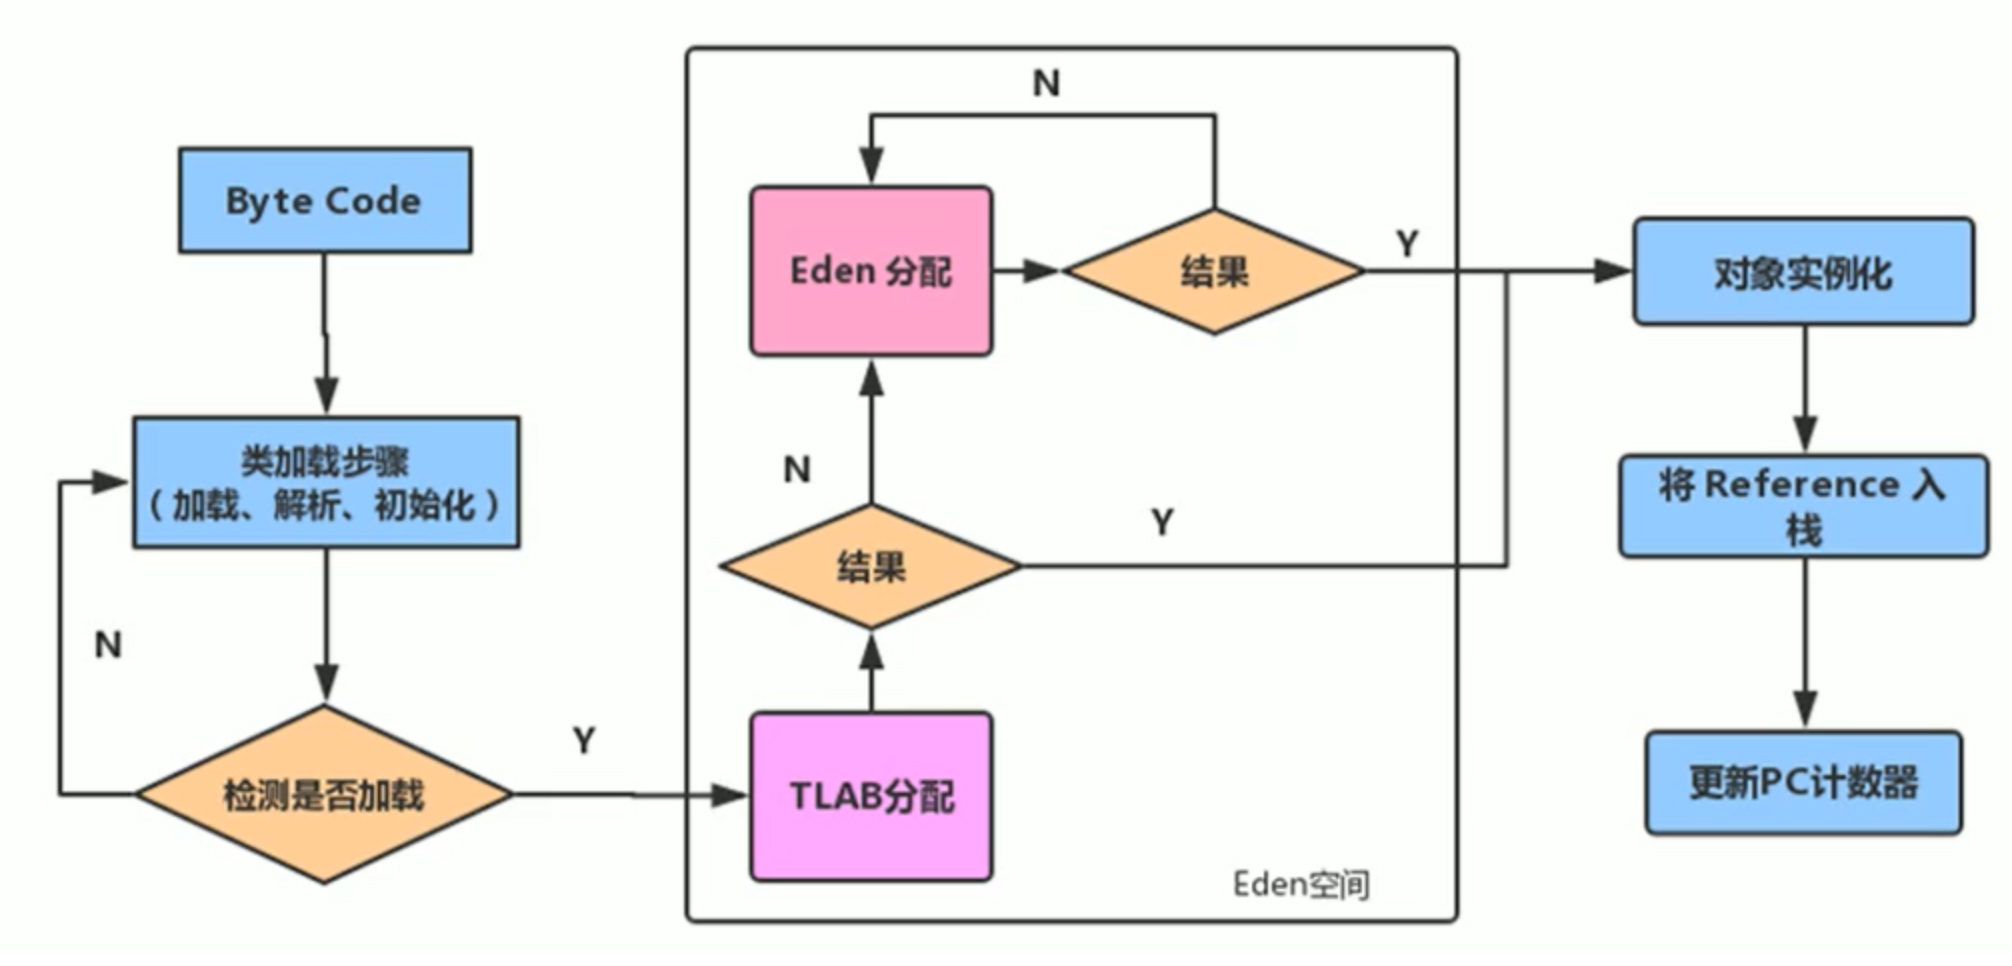 Byte Code
类加载步骤
（加载、解析、初始化）
N
检测是否加载
Y
N
Eden 分配
结果
Y
N
结果
Y
TLAB分配
Eden空间
对象实例化
将 Reference 入
栈
更新PC计数器